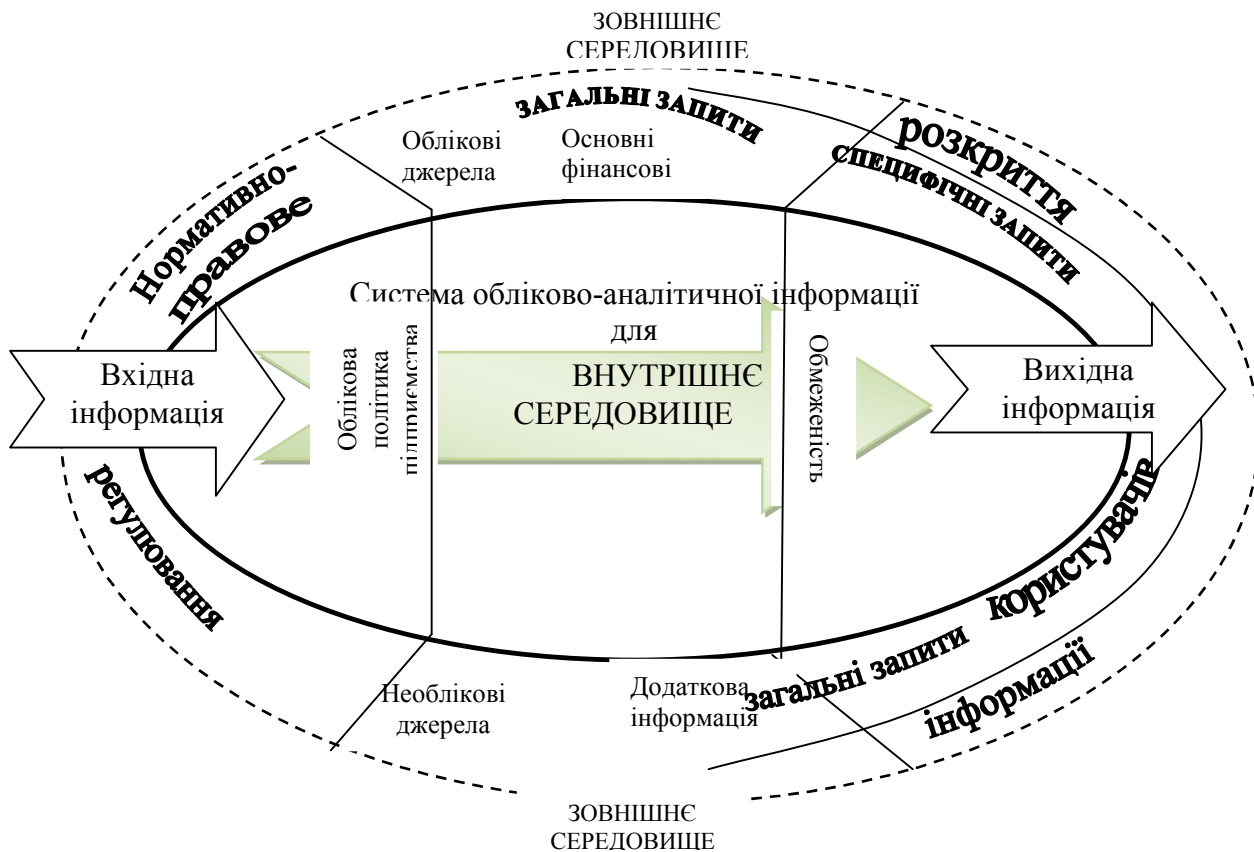 ЗОВНІШНЄ
СЕРЕДОВИЩЕ
ЗАГАЛЬНІ ЗАПИТИ
розкриття
СПЕЦИФІЧНІ ЗАПИТИ
Облікові
джерела
Основні
фінансові
Нормативно-
правове
Система обліково-аналітичної інформації
для
Вхідна
інформація
Облікова
політика
підприємства
ВНУТРІШНЄ
СЕРЕДОВИЩЕ
Обмеженість
Вихідна
інформація
регулювання
користувачів
загальні запити
інформації
Необлікові
джерела
Додаткова
інформація
ЗОВНІШНЄ
СЕРЕДОВИЩЕ